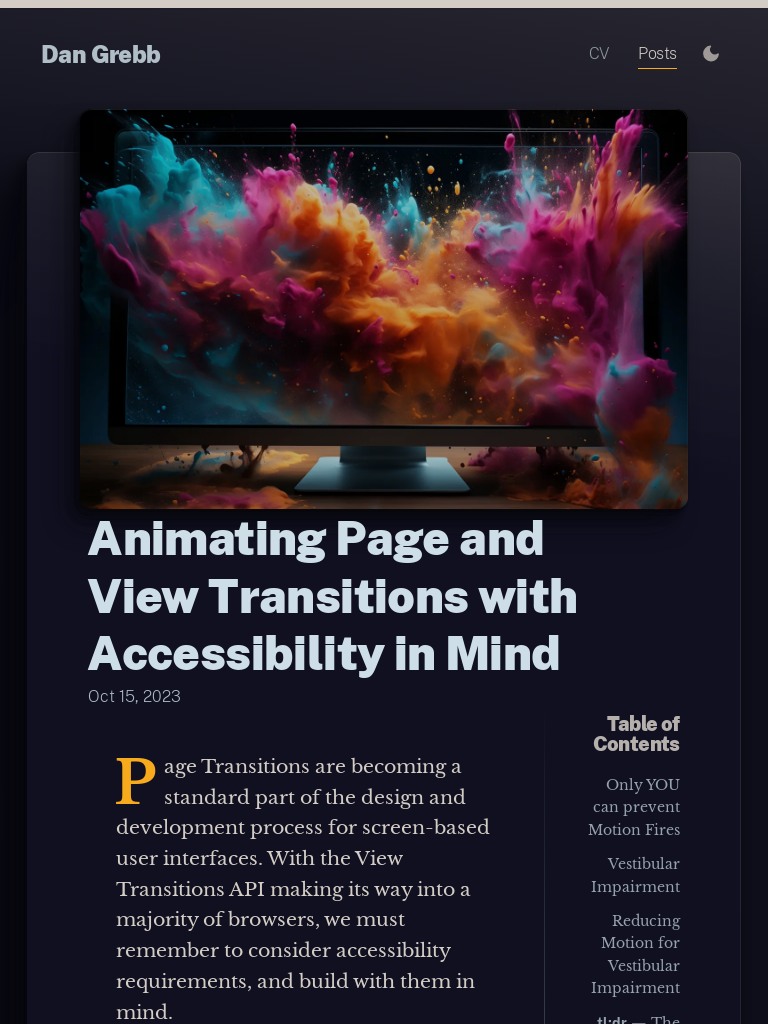 Dan Grebb
CV
Posts
Animating Page and
View Transitions with
Accessibility in Mind
Oct 15, 2023
Page Transitions are becoming a
standard part of the design and
development process for screen-based
user interfaces. With the View
Transitions API making its way into a
majority of browsers, we must
remember to consider accessibility
requirements, and build with them in
mind.
Table of
Contents
Only YOU
can prevent
Motion Fires
Vestibular
Impairment
Reducing
Motion for
Vestibular
Impairment
tl;dr — The